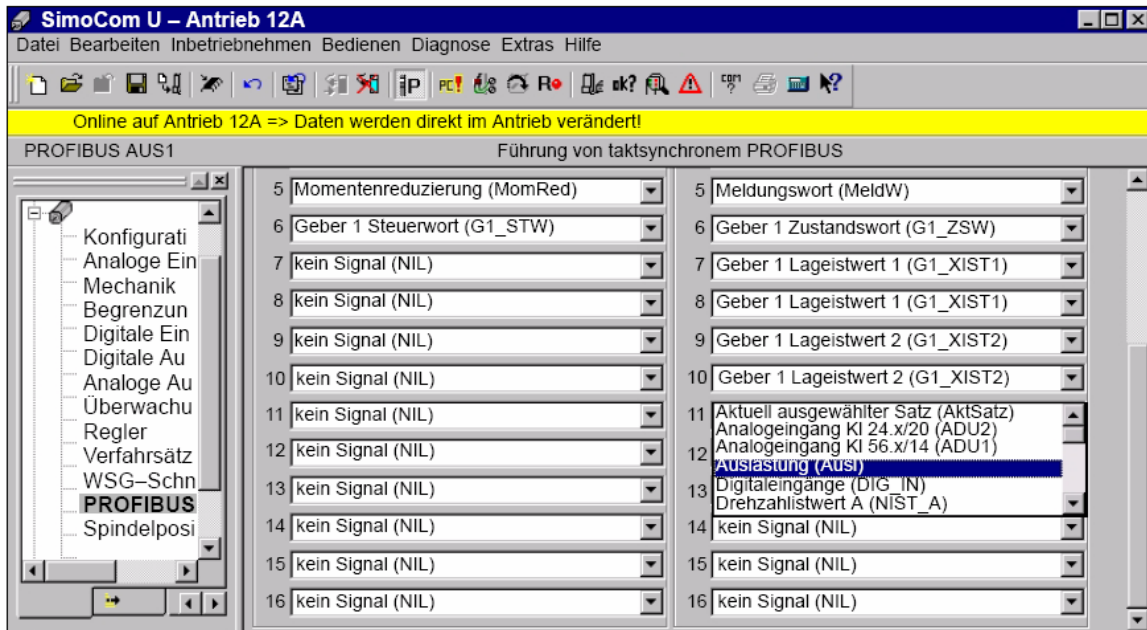 SimoCom U – Antrieb 12A
Datei Bearbeiten Inbetriebnehmen Bedienen Diagnose Extras Hilfe
Online auf Antrieb 12A => Daten werden direkt im Antrieb verändert!
PROFIBUS AUS1 Führung von taktsynchronem PROFIBUS
Konfigurati
Analoge Ein
Mechanik
Begrenzun
Digitale Ein
Digitale Au
Analoge Au
Überwachu
Regler
Verfahrsätz
WSG–Schn
PROFIBUS
Spindelposi
5 Momentenreduzierung (MomRed)
6 Geber 1 Steuerwort (G1_STW)
7 kein Signal (NIL)
8 kein Signal (NIL)
9 kein Signal (NIL)
10 kein Signal (NIL)
11 kein Signal (NIL)
12 kein Signal (NIL)
13 kein Signal (NIL)
14 kein Signal (NIL)
15 kein Signal (NIL)
16 kein Signal (NIL)
5 Meldungswort (MeldW)
6 Geber 1 Zustandswort (G1_ZSW)
7 Geber 1 Lageistwert 1 (G1_XIST1)
8 Geber 1 Lageistwert 1 (G1_XIST1)
9 Geber 1 Lageistwert 2 (G1_XIST2)
10 Geber 1 Lageistwert 2 (G1_XIST2)
11 Aktuell ausgewählter Satz (AktSatz)
Analogeingang Kl 24.x/20 (ADU2)
12 Analogeingang Kl 56.x/14 (ADU1)
Auslastung (Ausl)
13 Digitaleingänge (DIG_IN)
Drehzahlistwert A (NIST_A)
14 kein Signal (NIL)
15 kein Signal (NIL)
16 kein Signal (NIL)